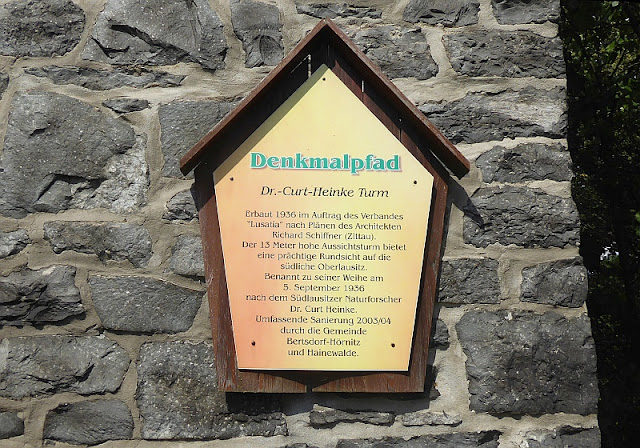 Denkmalpfad
Dr.-Curt-Heinke Turm
Erbaut 1936 im Auftrag des Verbandes
"Lusatia" nach Plänen des Architekten
Richard Schiffner (Zittau).
Der 13 Meter hohe Aussichtsturm bietet
eine prächtige Rundsicht auf die
südliche Oberlausitz.
Benannt zu seiner Weihe am
5. September 1936
nach dem Südlausitzer Naturforscher
Dr. Curt Heinke.
Umfassende Sanierung 2003/04
durch die Gemeinde
Bertsdorf-Hörnitz
und Hainewalde.